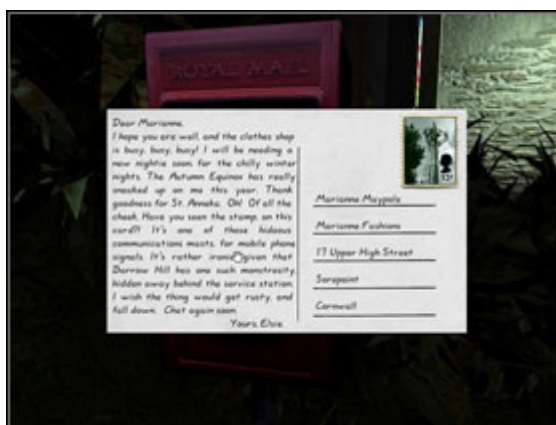 ROYAL MAIL
Dear Marianne,
I hope you are well, and the clothes shop
is busy, busy, busy! I will be needing a
new nightie soon for the chilly winter
nights. The Autumn Equinox has really
sneaked up on me this year. Thank
goodness for St. Anneka. Oh! Of all the
cheek. Have you seen the stamp, on this
card?! It's one of those hideous
communications masts, for mobile phone
signals. It's rather ironic given that
Barrow Hill has one such monstrosity,
hidden away behind the service station.
I wish the thing would get rusty, and
fall down. Chat again soon.
Yours, Elsie.
Marianne Maypole
Marianne Fashions
17 Upper High Street
Sorepoint
Cornwall